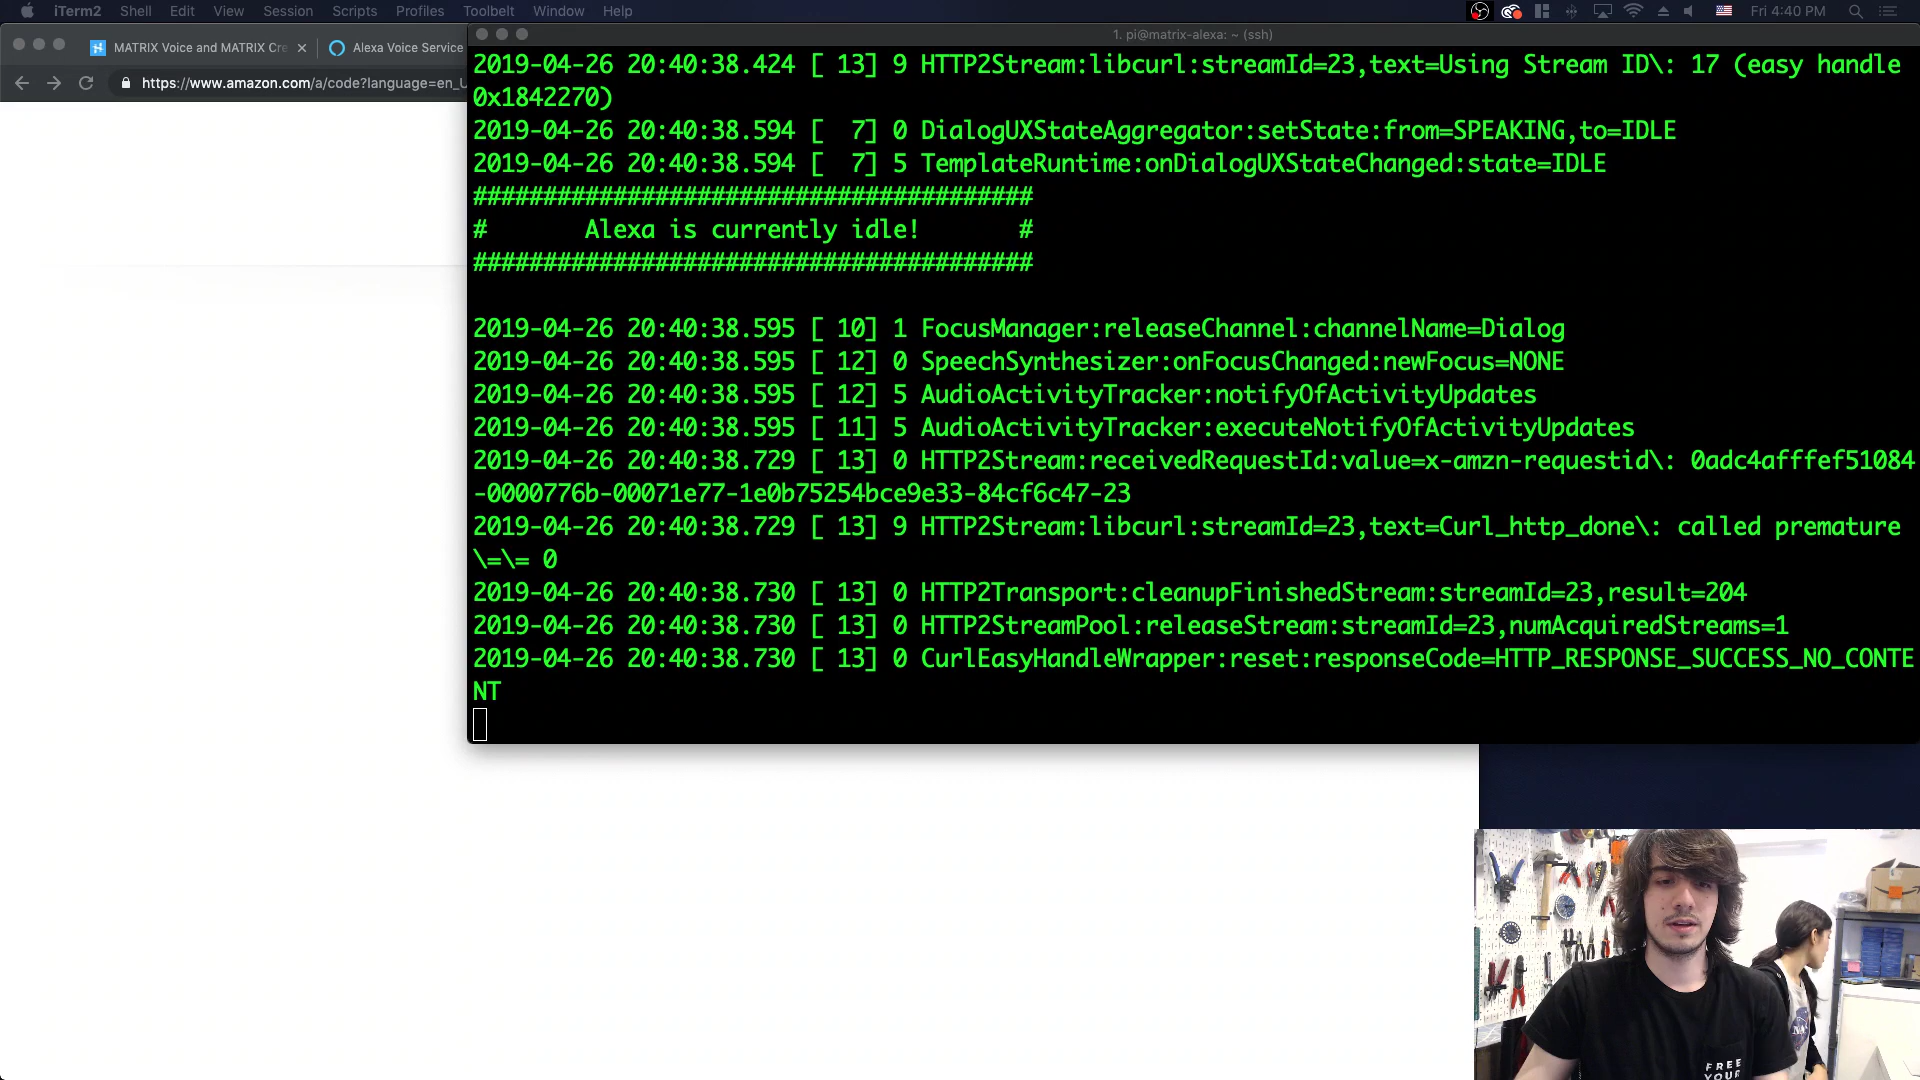 iTerm2 Shell Edit View Session Scripts Profiles Toolbelt Window Help Fri 4:40 PM
MATRIX Voice and MATRIX Cre Alexa Voice Service
1. pi@matrix-alexa: ~ (ssh)
https://www.amazon.com/a/code?language=en_U
2019-04-26 20:40:38.424 [ 13] 9 HTTP2Stream:libcurl:streamId=23,text=Using Stream ID\: 17 (easy handle
0x1842270)
2019-04-26 20:40:38.594 [  7] 0 DialogUXStateAggregator:setState:from=SPEAKING,to=IDLE
2019-04-26 20:40:38.594 [  7] 5 TemplateRuntime:onDialogUXStateChanged:state=IDLE
########################################
#       Alexa is currently idle!       #
########################################
2019-04-26 20:40:38.595 [ 10] 1 FocusManager:releaseChannel:channelName=Dialog
2019-04-26 20:40:38.595 [ 12] 0 SpeechSynthesizer:onFocusChanged:newFocus=NONE
2019-04-26 20:40:38.595 [ 12] 5 AudioActivityTracker:notifyOfActivityUpdates
2019-04-26 20:40:38.595 [ 11] 5 AudioActivityTracker:executeNotifyOfActivityUpdates
2019-04-26 20:40:38.729 [ 13] 0 HTTP2Stream:receivedRequestId:value=x-amzn-requestid\: 0adc4afffef51084
-0000776b-00071e77-1e0b75254bce9e33-84cf6c47-23
2019-04-26 20:40:38.729 [ 13] 9 HTTP2Stream:libcurl:streamId=23,text=Curl_http_done\: called premature
\=\= 0
2019-04-26 20:40:38.730 [ 13] 0 HTTP2Transport:cleanupFinishedStream:streamId=23,result=204
2019-04-26 20:40:38.730 [ 13] 0 HTTP2StreamPool:releaseStream:streamId=23,numAcquiredStreams=1
2019-04-26 20:40:38.730 [ 13] 0 CurlEasyHandleWrapper:reset:responseCode=HTTP_RESPONSE_SUCCESS_NO_CONTE
NT
NASA
FREE
YOUR